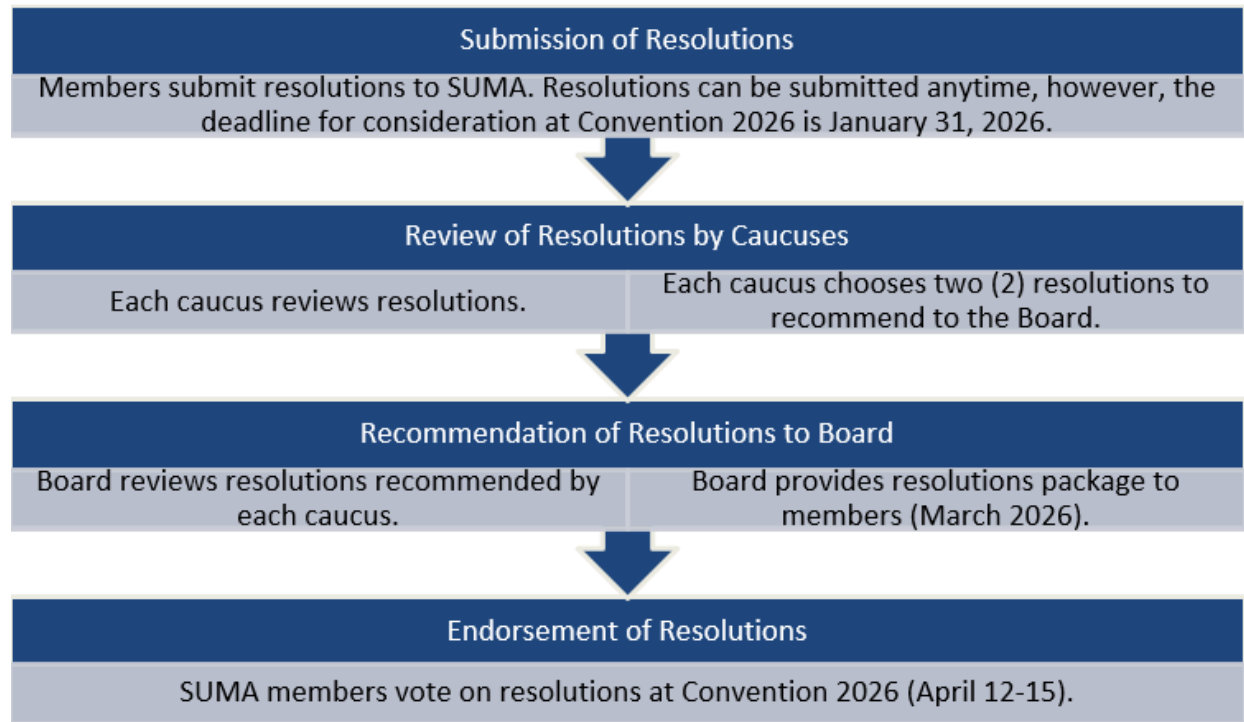 Submission of Resolutions
Members submit resolutions to SUMA. Resolutions can be submitted anytime, however, the
deadline for consideration at Convention 2026 is January 31, 2026.
Review of Resolutions by Caucuses
Each caucus reviews resolutions.
Each caucus chooses two (2) resolutions to
recommend to the Board.
Recommendation of Resolutions to Board
Board reviews resolutions recommended by
each caucus.
Board provides resolutions package to
members (March 2026).
Endorsement of Resolutions
SUMA members vote on resolutions at Convention 2026 (April 12-15).